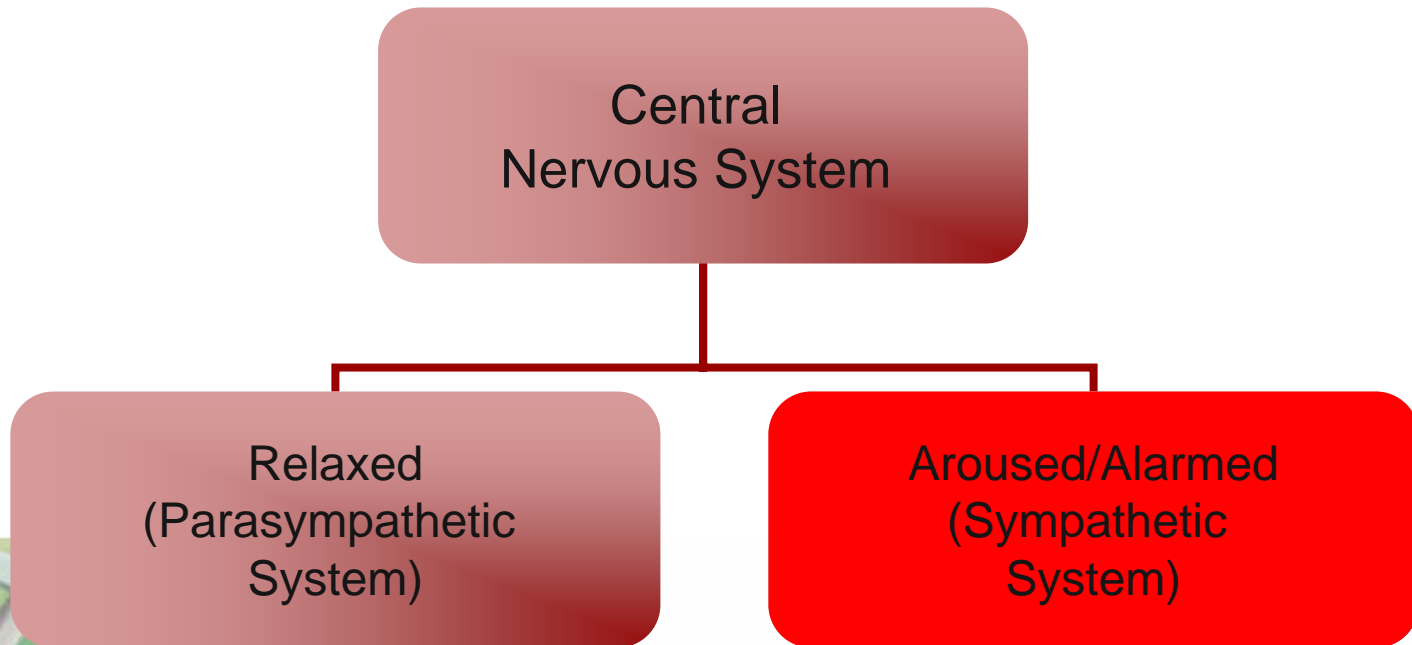 Central
Nervous System
Relaxed
(Parasympathetic
System)
Aroused/Alarmed
(Sympathetic
System)